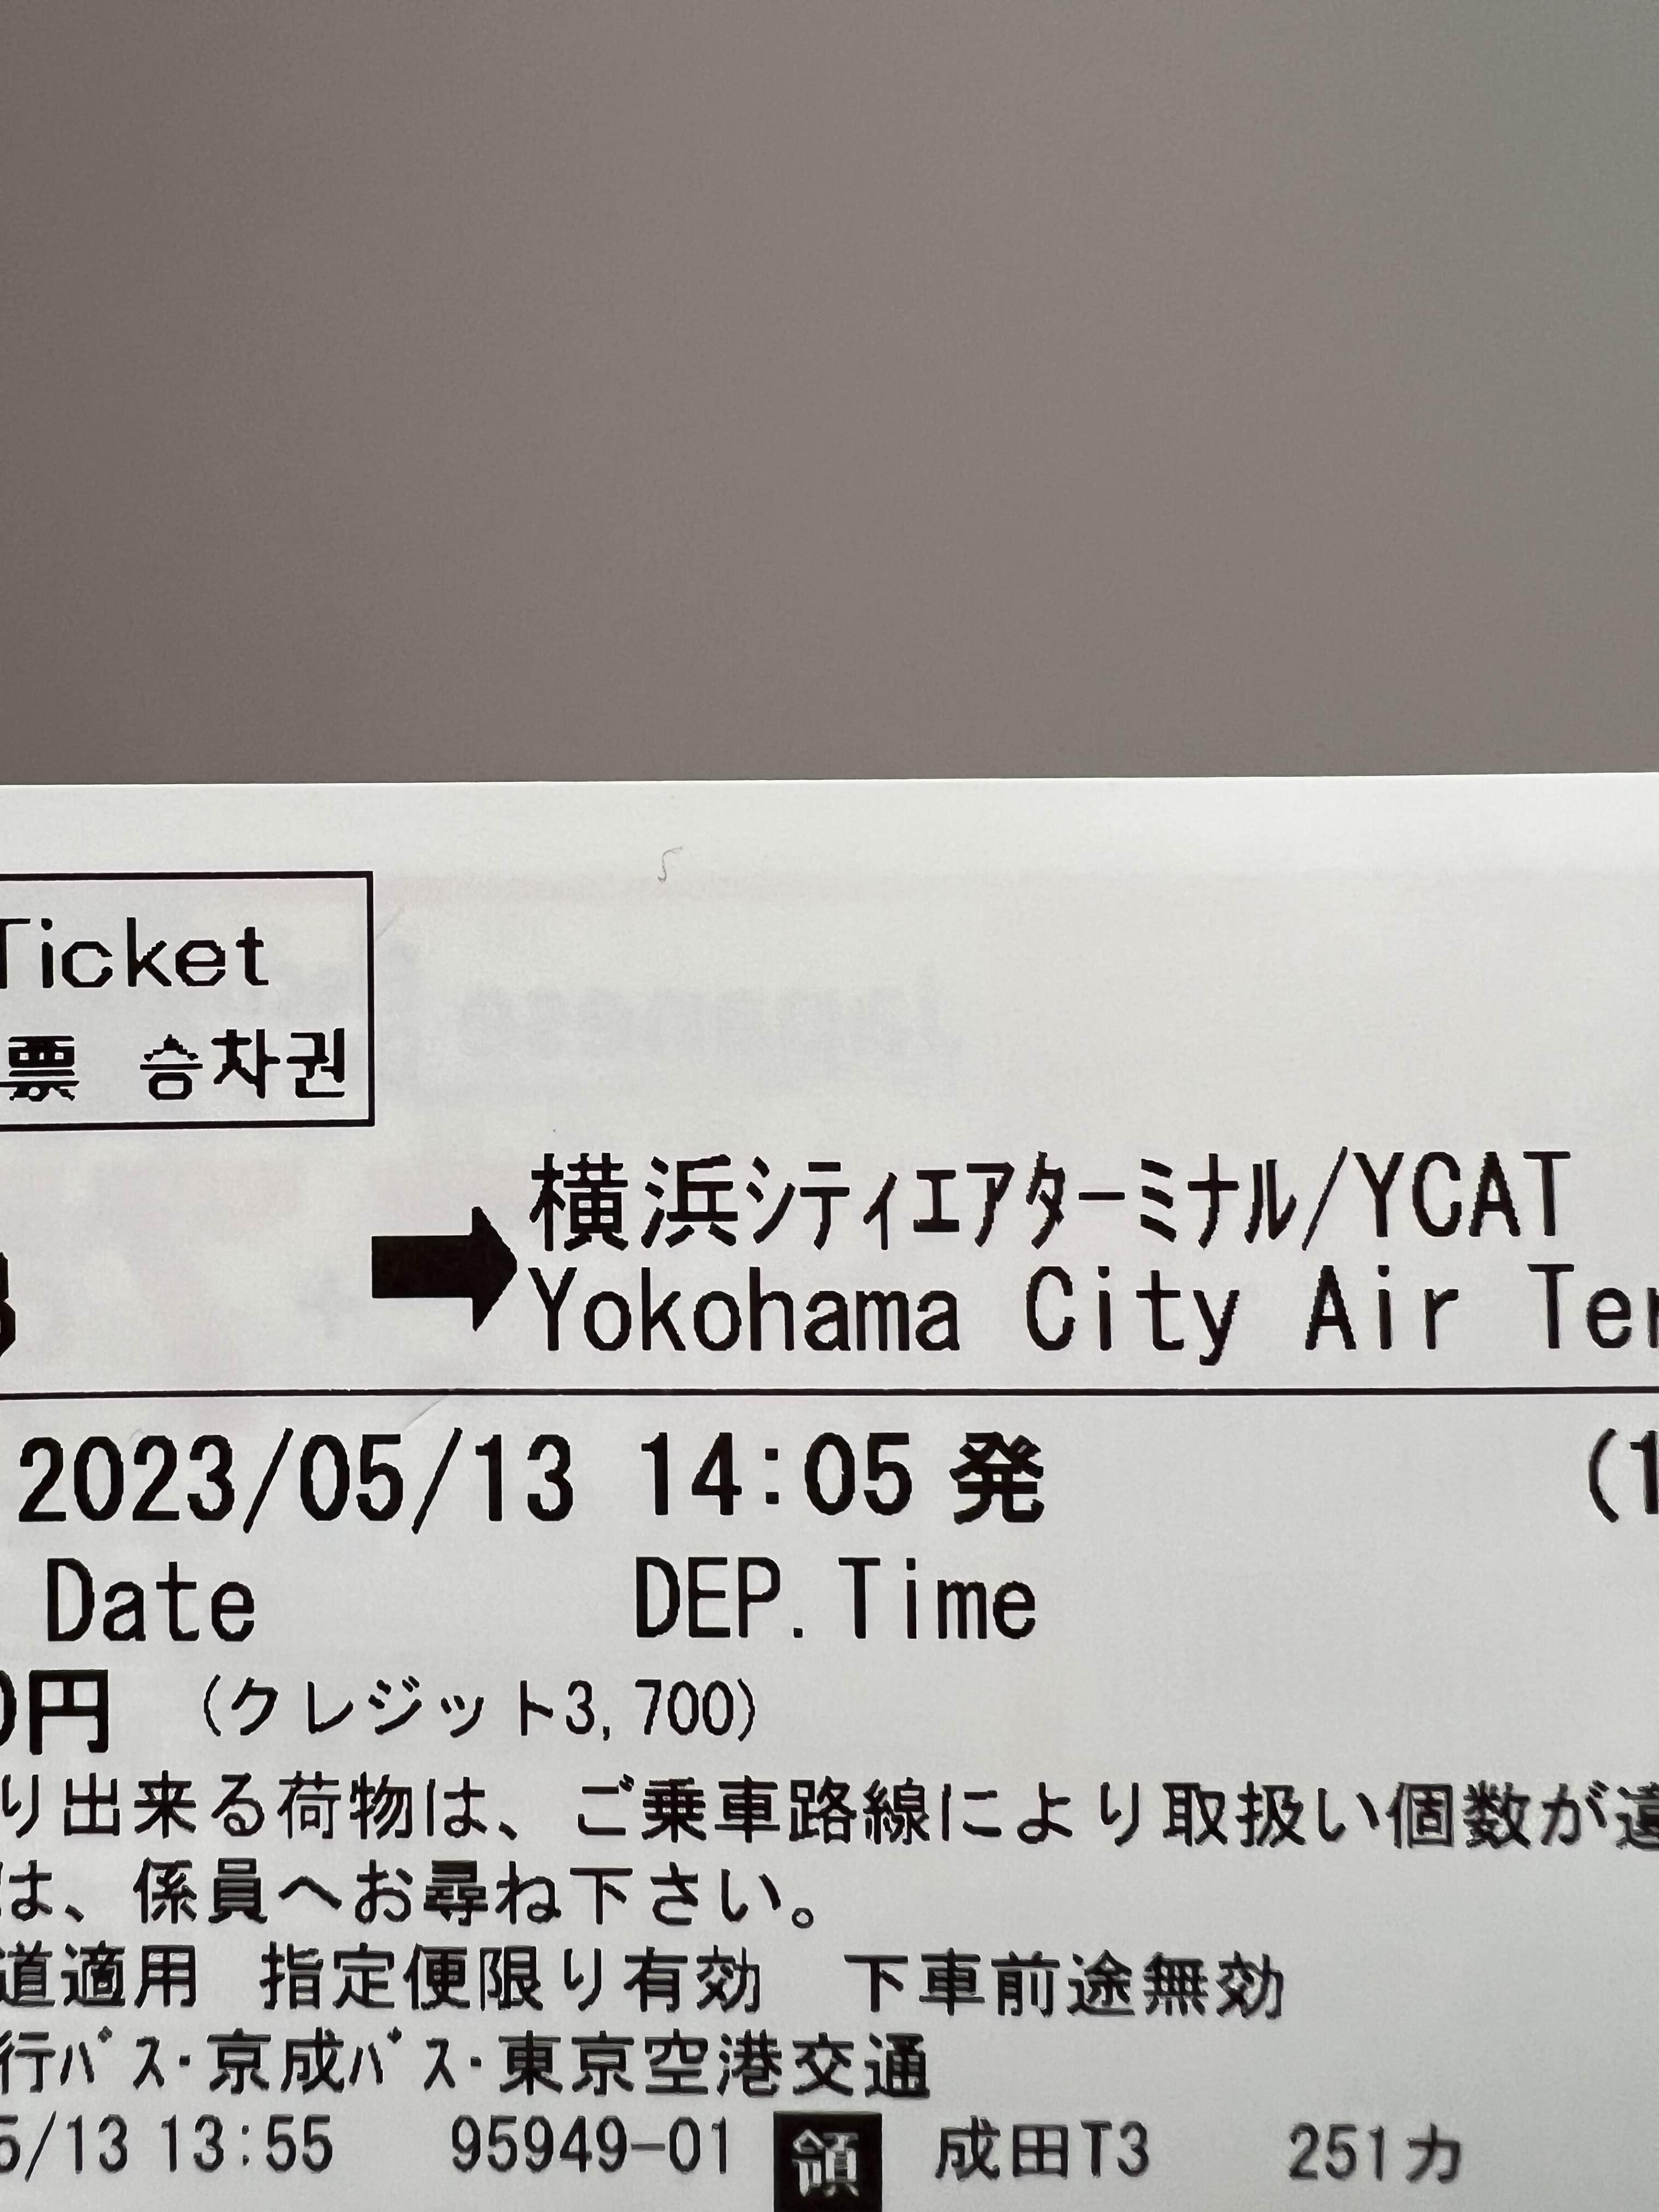 Ticket
票 승차권
横浜シティエアターミナル/YCAT
Yokohama City Air Ter
2023/05/13 14:05 発 (1
Date DEP.Time
0円 (クレジット3,700)
り出来る荷物は、ご乗車路線により取扱い個数が違
は、係員へお尋ね下さい。
道適用 指定便限り有効 下車前途無効
行バス・京成バス・東京空港交通
5/13 13:55 95949-01 領 成田T3 251カ